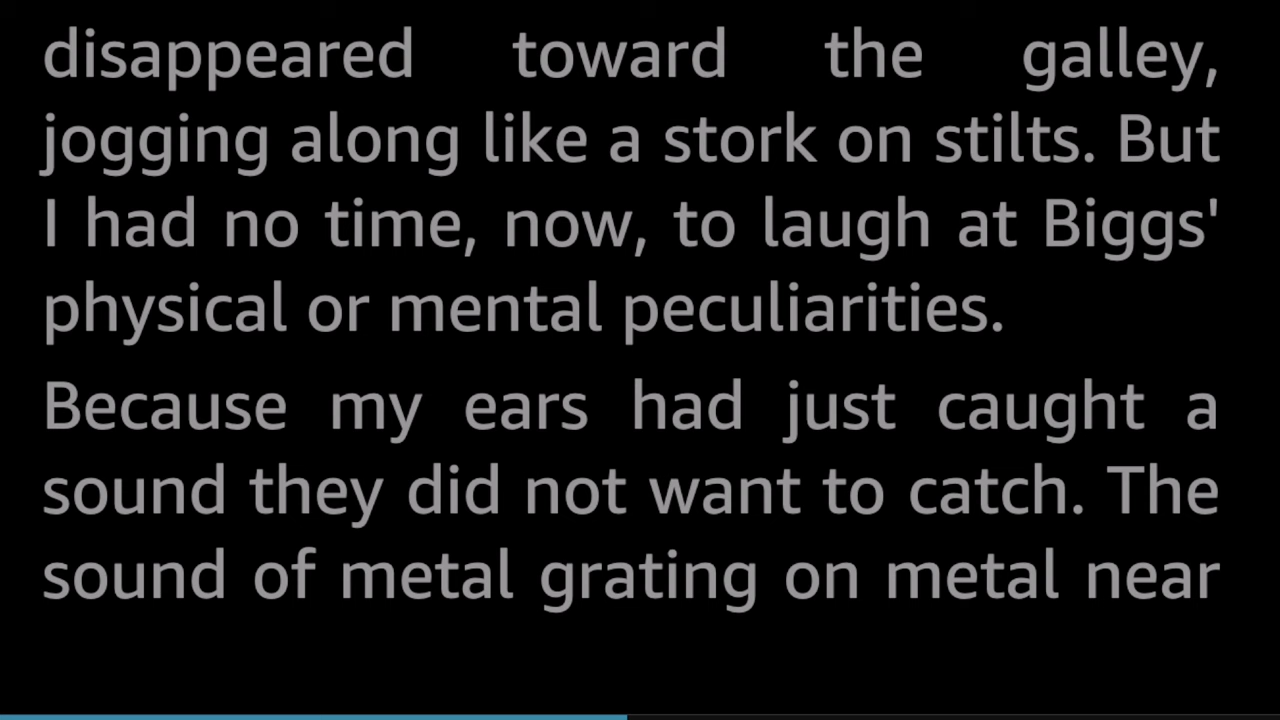 disappeared toward the galley,
jogging along like a stork on stilts. But
I had no time, now, to laugh at Biggs'
physical or mental peculiarities.
Because my ears had just caught a
sound they did not want to catch. The
sound of metal grating on metal near